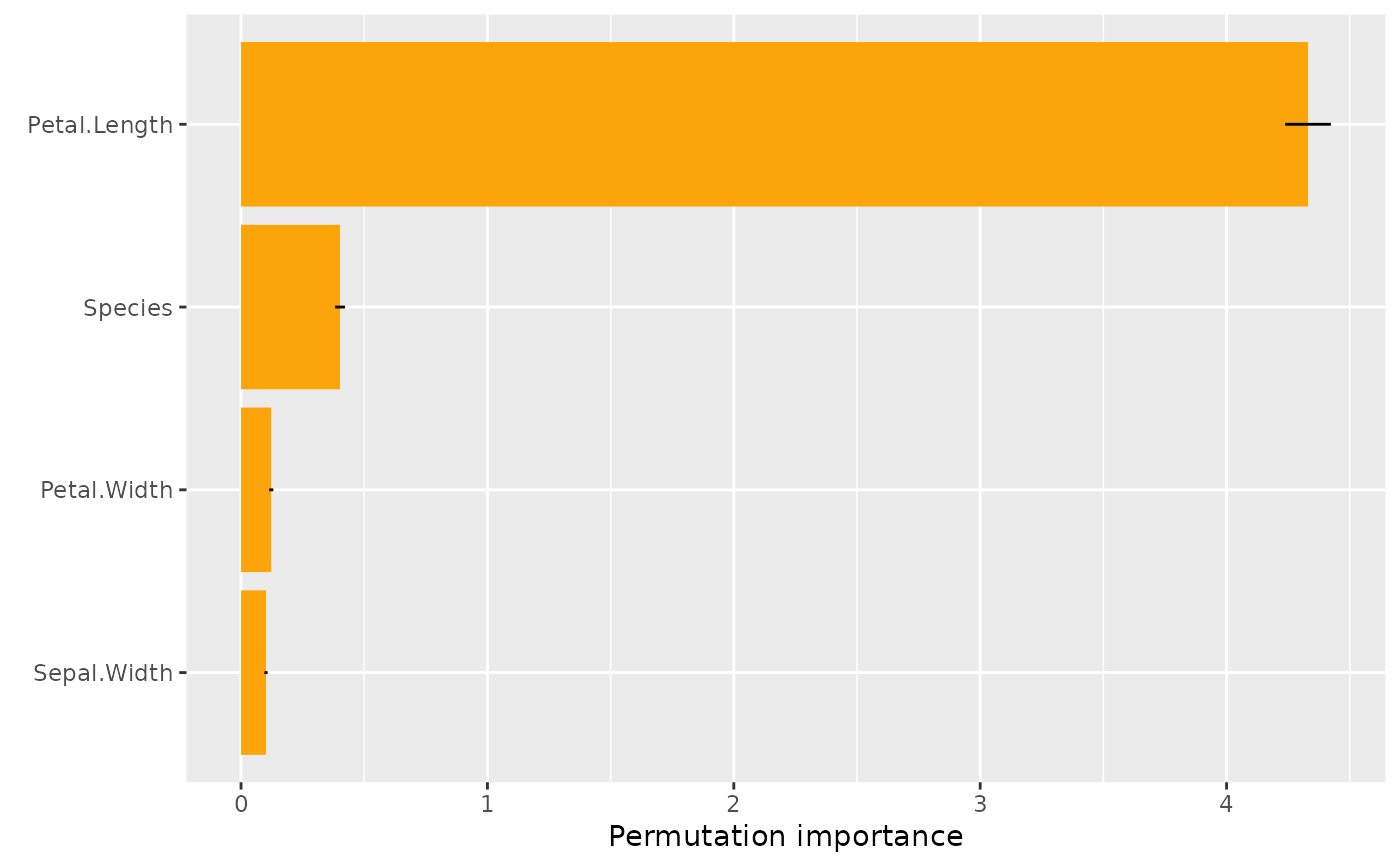 Petal.Length
Species
Petal.Width
Sepal.Width
0 1 2 3 4
Permutation importance